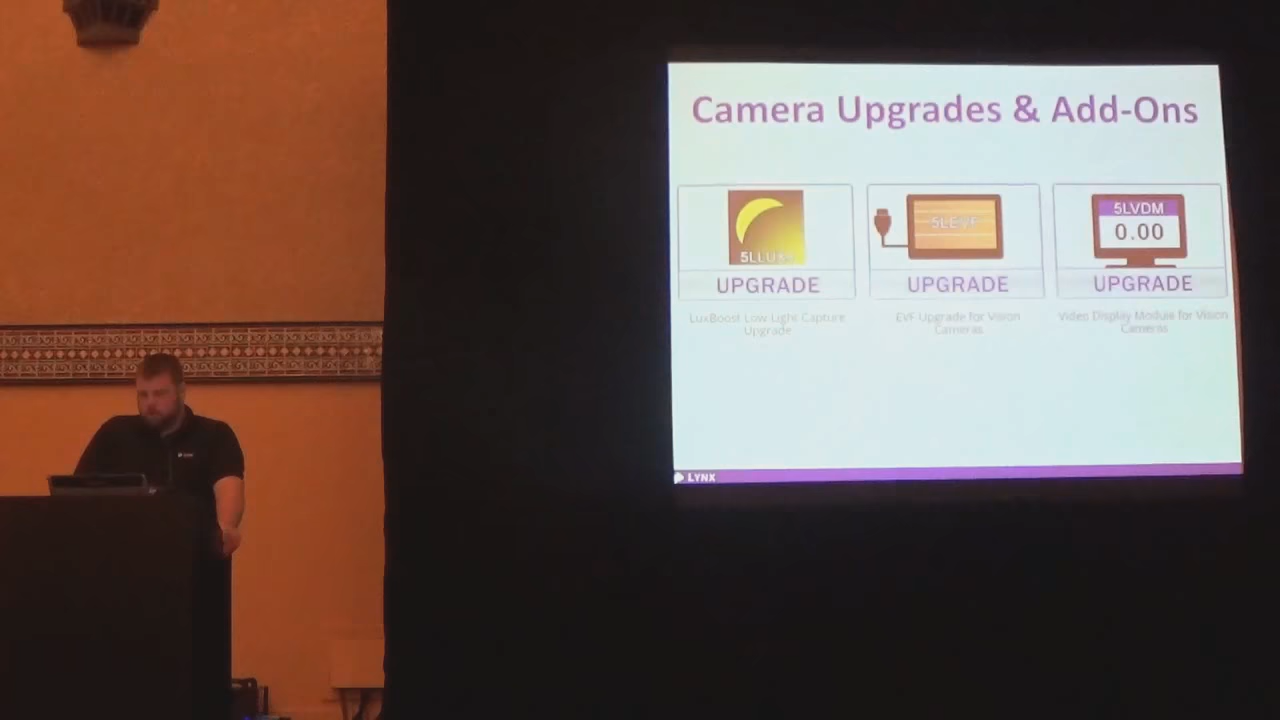 Camera Upgrades & Add-Ons
5LLUX
UPGRADE
LuxBoost Low Light Capture
Upgrade
5LEVF
UPGRADE
EVF Upgrade for Vision
Cameras
5LVDM
0.00
UPGRADE
Video Display Module for Vision
Cameras
LYNX